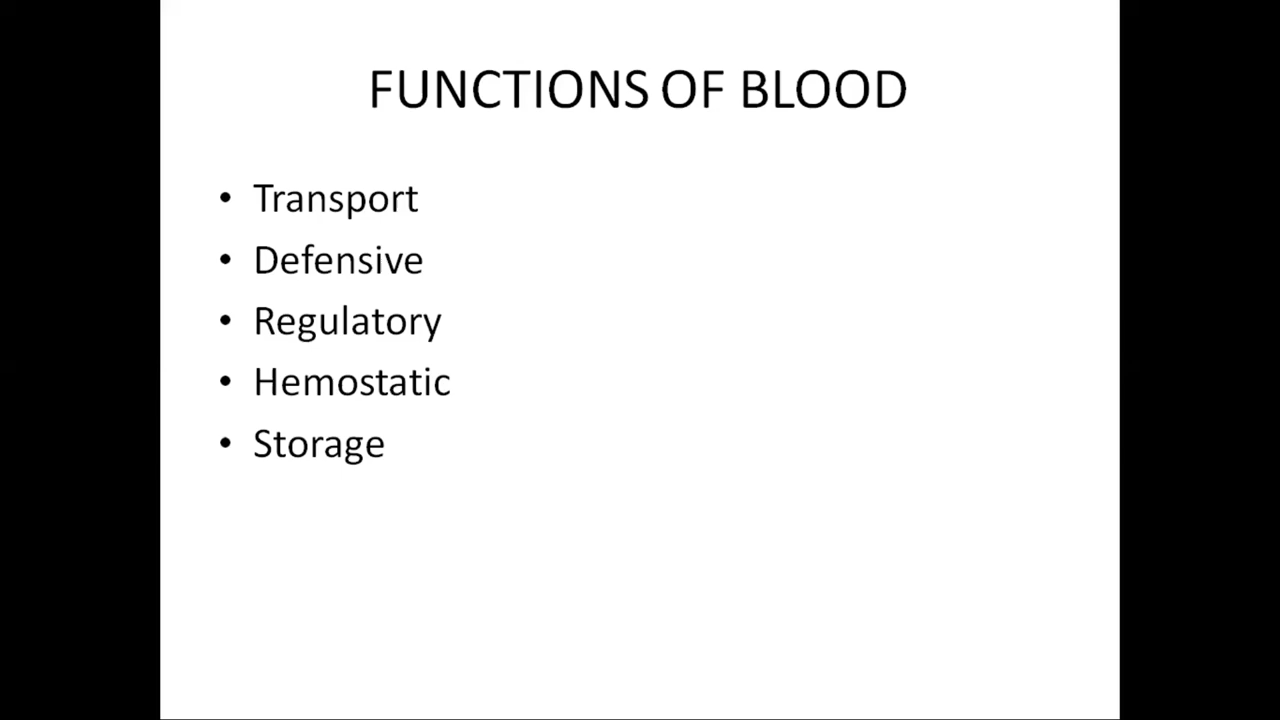 FUNCTIONS OF BLOOD
• Transport
• Defensive
• Regulatory
• Hemostatic
• Storage